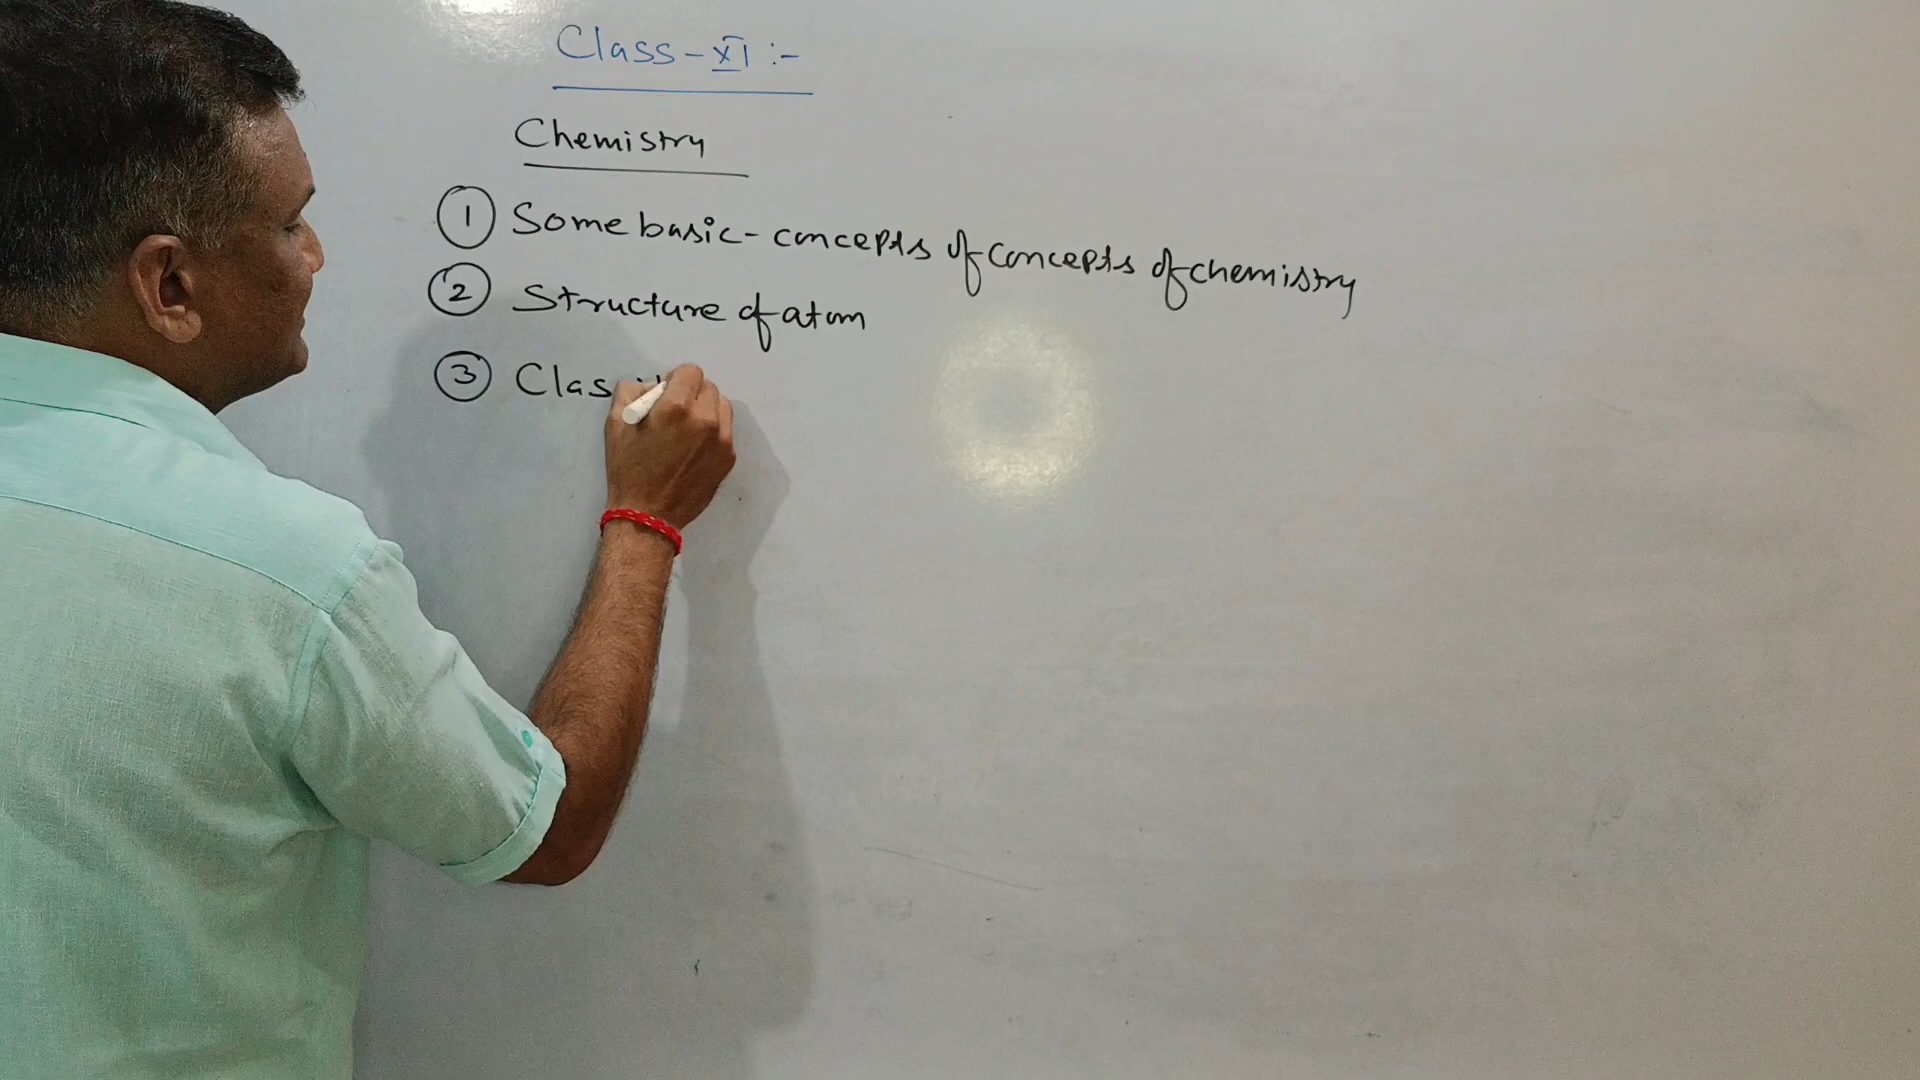 Class-XI :-
Chemistry
① Some basic-concepts of concepts of chemistry
② Structure of atom
③ Class